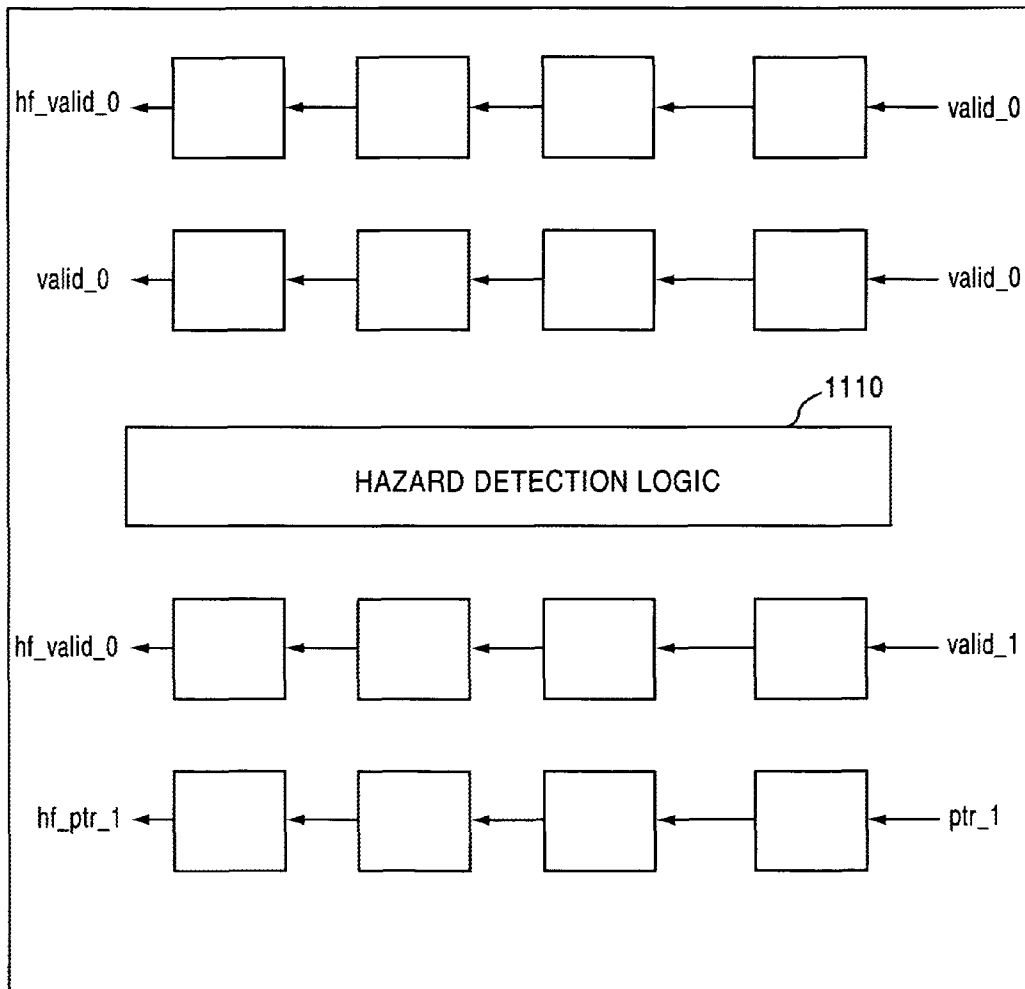 hf_valid_0 valid_0
valid_0 valid_0
1110
HAZARD DETECTION LOGIC
hf_valid_0 valid_1
hf_ptr_1 ptr_1